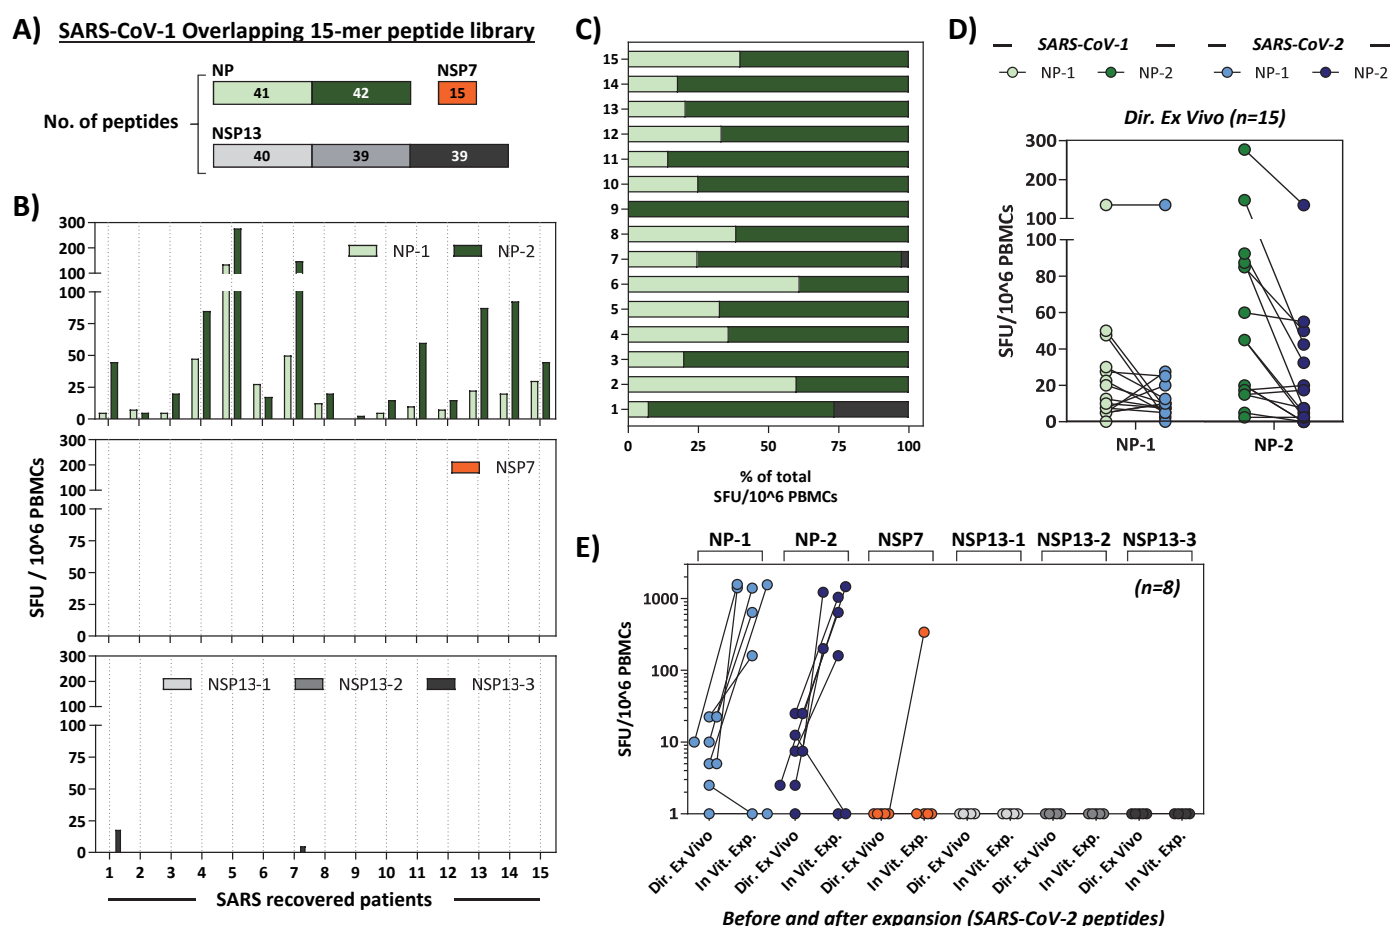 A) SARS-CoV-1 Overlapping 15-mer peptide library
NP NSP7
41 42 15
No. of peptides
NSP13
40 39 39
B)
300
200
100
100
75
50
25
0
NP-1 NP-2
300
200
100
100
75
50
25
0
NSP7
300
200
100
100
75
50
25
0
NSP13-1 NSP13-2 NSP13-3
SFU / 10^6 PBMCs
1 2 3 4 5 6 7 8 9 10 11 12 13 14 15
SARS recovered patients
C)
15
14
13
12
11
10
9
8
7
6
5
4
3
2
1
0 25 50 75 100
% of total
SFU/10^6 PBMCs
D)
SARS-CoV-1 SARS-CoV-2
NP-1 NP-2 NP-1 NP-2
Dir. Ex Vivo (n=15)
300
200
100
100
80
60
40
20
0
SFU/10^6 PBMCs
NP-1 NP-2
E)
NP-1 NP-2 NSP7 NSP13-1 NSP13-2 NSP13-3
(n=8)
1000
100
10
1
SFU/10^6 PBMCs
Dir. Ex Vivo In Vit. Exp. Dir. Ex Vivo In Vit. Exp. Dir. Ex Vivo In Vit. Exp. Dir. Ex Vivo In Vit. Exp. Dir. Ex Vivo In Vit. Exp. Dir. Ex Vivo In Vit. Exp.
Before and after expansion (SARS-CoV-2 peptides)